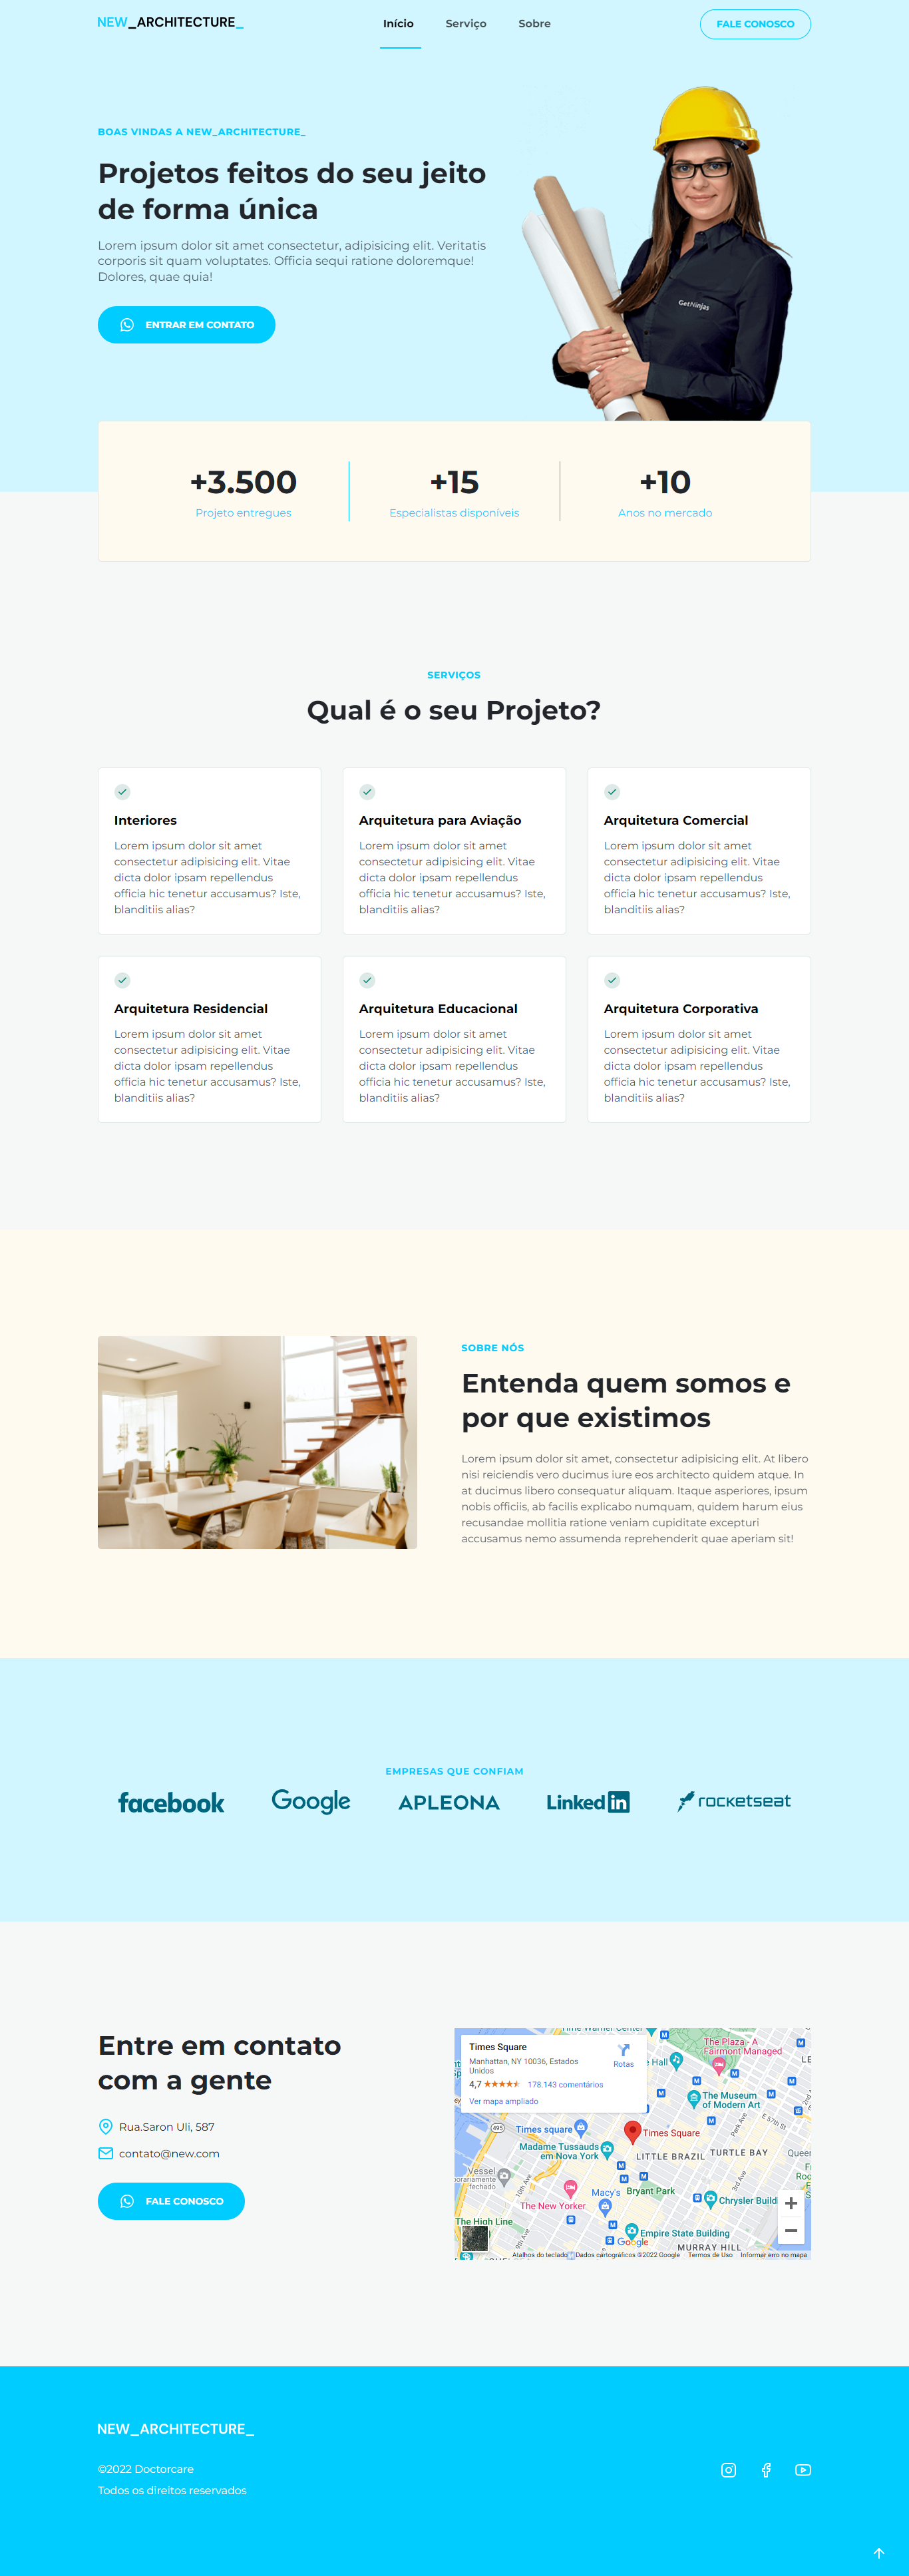 NEW_ARCHITECTURE_
Início
Serviço
Sobre
FALE CONOSCO
BOAS VINDAS A NEW_ARCHITECTURE_
Projetos feitos do seu jeito
de forma única
Lorem ipsum dolor sit amet consectetur, adipisicing elit. Veritatis
corporis sit quam voluptates. Officia sequi ratione doloremque!
Dolores, quae quia!
ENTRAR EM CONTATO
GetNinjas
+3.500
Projeto entregues
+15
Especialistas disponíveis
+10
Anos no mercado
SERVIÇOS
Qual é o seu Projeto?
Interiores
Lorem ipsum dolor sit amet
consectetur adipisicing elit. Vitae
dicta dolor ipsam repellendus
officia hic tenetur accusamus? Iste,
blanditiis alias?
Arquitetura para Aviação
Lorem ipsum dolor sit amet
consectetur adipisicing elit. Vitae
dicta dolor ipsam repellendus
officia hic tenetur accusamus? Iste,
blanditiis alias?
Arquitetura Comercial
Lorem ipsum dolor sit amet
consectetur adipisicing elit. Vitae
dicta dolor ipsam repellendus
officia hic tenetur accusamus? Iste,
blanditiis alias?
Arquitetura Residencial
Lorem ipsum dolor sit amet
consectetur adipisicing elit. Vitae
dicta dolor ipsam repellendus
officia hic tenetur accusamus? Iste,
blanditiis alias?
Arquitetura Educacional
Lorem ipsum dolor sit amet
consectetur adipisicing elit. Vitae
dicta dolor ipsam repellendus
officia hic tenetur accusamus? Iste,
blanditiis alias?
Arquitetura Corporativa
Lorem ipsum dolor sit amet
consectetur adipisicing elit. Vitae
dicta dolor ipsam repellendus
officia hic tenetur accusamus? Iste,
blanditiis alias?
SOBRE NÓS
Entenda quem somos e
por que existimos
Lorem ipsum dolor sit amet, consectetur adipisicing elit. At libero
nisi reiciendis vero ducimus iure eos architecto quidem atque. In
at ducimus libero consequatur aliquam. Itaque asperiores, ipsum
nobis officiis, ab facilis explicabo numquam, quidem harum eius
recusandae mollitia ratione veniam cupiditate excepturi
accusamus nemo assumenda reprehenderit quae aperiam sit!
EMPRESAS QUE CONFIAM
facebook
Google
APLEONA
Linked in
rocketseat
Entre em contato
com a gente
Rua.Saron Uli, 587
contato@new.com
FALE CONOSCO
Times Square
Manhattan, NY 10036, Estados
Unidos
4,7
178.143 comentários
Ver mapa ampliado
Rotas
The Plaza - A
Fairmont Managed
The Museum
of Modern Art
E 57th St
Park Ave
495
Times square
Times Square
Madame Tussauds
em Nova York
LITTLE BRAZIL
TURTLE BAY
Vessel
fechado
10th Ave
3rd Ave
The New Yorker
Macy's
Bryant Park
Chrysler Build
The High Line
9th Ave
Empire State Building
MURRAY HILL
Google
Atalhos do teclado
Dados cartográficos ©2022 Google
Termos de Uso
Informar erro no mapa
NEW_ARCHITECTURE_
©2022 Doctorcare
Todos os direitos reservados